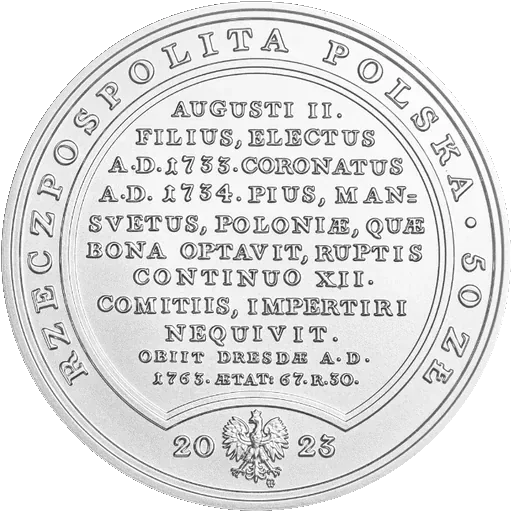 RZECZPOSPOLITA POLSKA · 50 ZŁ
AUGUSTI II.
FILIUS, ELECTUS
A.D. 1733. CORONATUS
A.D. 1734. PIUS, MAN=
SVETUS, POLONIÆ, QUÆ
BONA OPTAVIT, RUPTIS
CONTINUO XII.
COMITIIS, IMPERTIRI
NEQUIVIT.
OBIIT DRESDÆ A.D.
1763. ÆTAT: 67. R. 30.
20 23